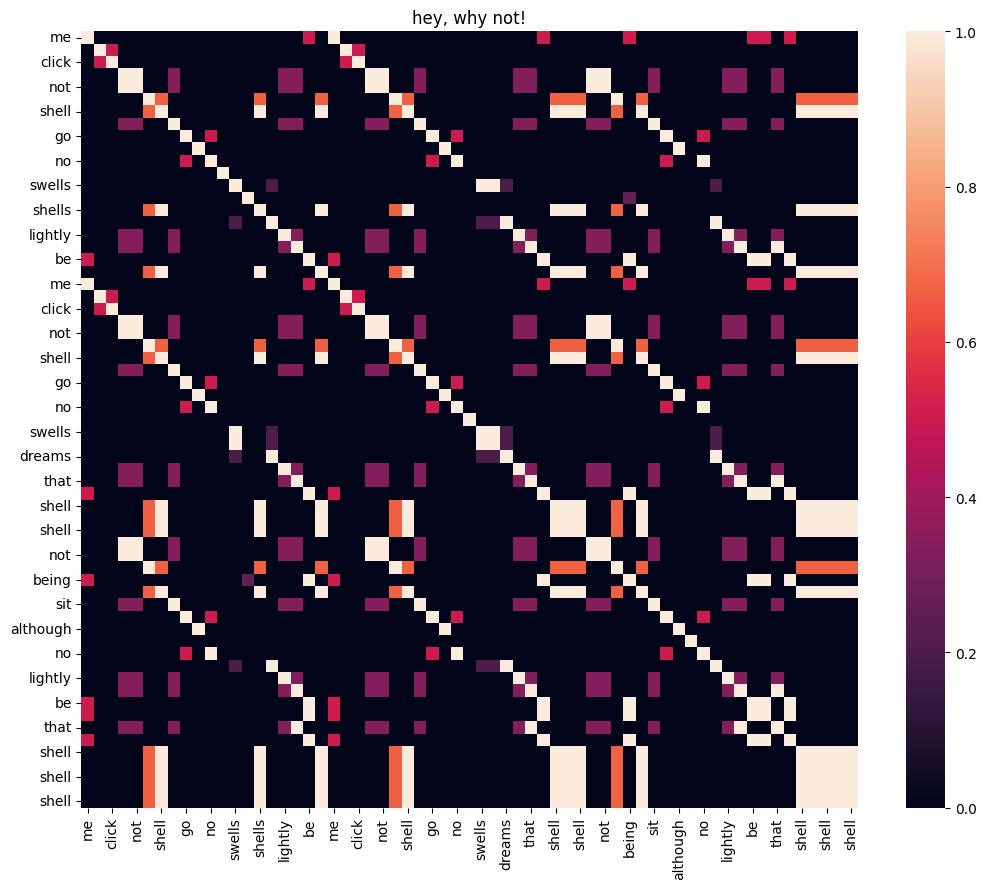 hey, why not!
me
click
not
shell
go
no
swells
shells
lightly
be
me
click
not
shell
go
no
swells
dreams
that
shell
shell
not
being
sit
although
no
lightly
be
that
shell
shell
shell
1.0
0.8
0.6
0.4
0.2
0.0
me
click
not
shell
go
no
swells
shells
lightly
be
me
click
not
shell
go
no
swells
dreams
that
shell
shell
not
being
sit
although
no
lightly
be
that
shell
shell
shell